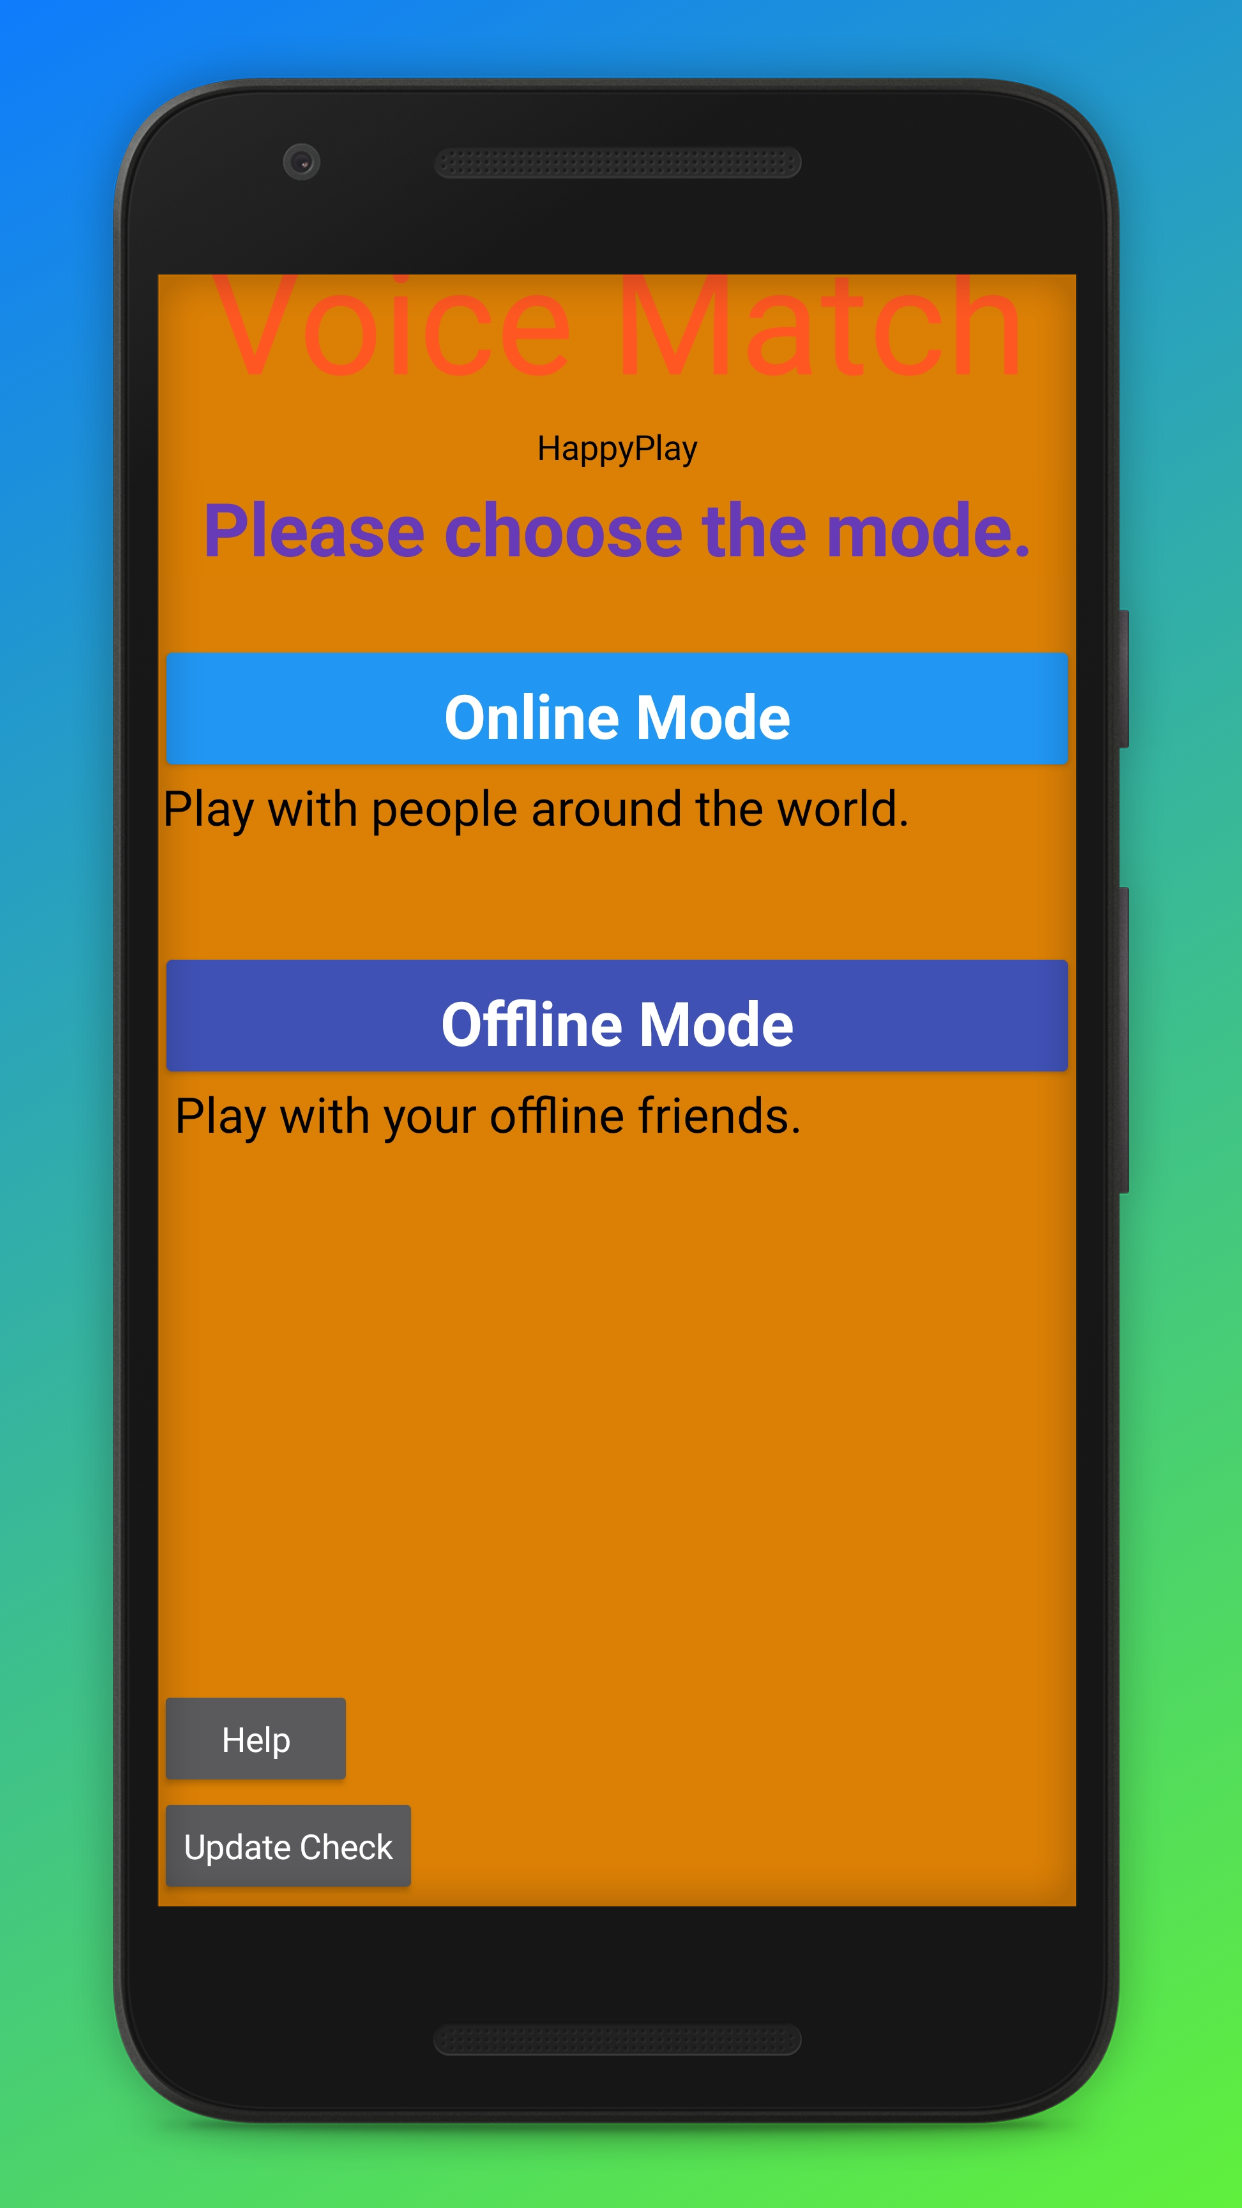 Voice Match
HappyPlay
Please choose the mode.
Online Mode
Play with people around the world.
Offline Mode
Play with your offline friends.
Help
Update Check